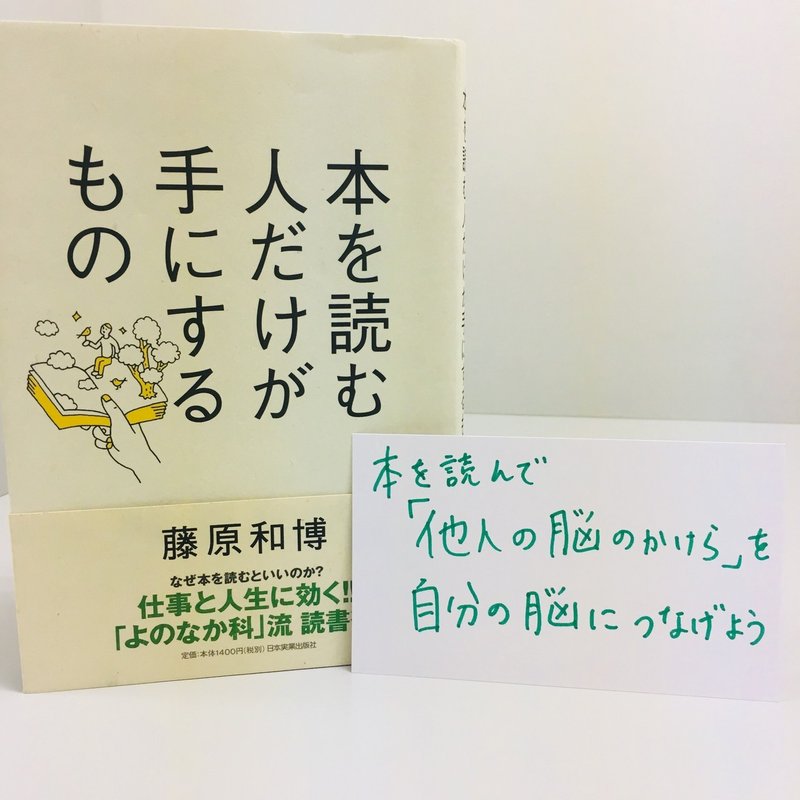 本を読む
人だけが
手にする
もの
藤原和博
なぜ本を読むといいのか?
仕事と人生に効く!!
「よのなか科」流 読書
定価:本体1400円(税別) 日本実業出版社
本を読んで
「他人の脳のかけら」を
自分の脳につなげよう